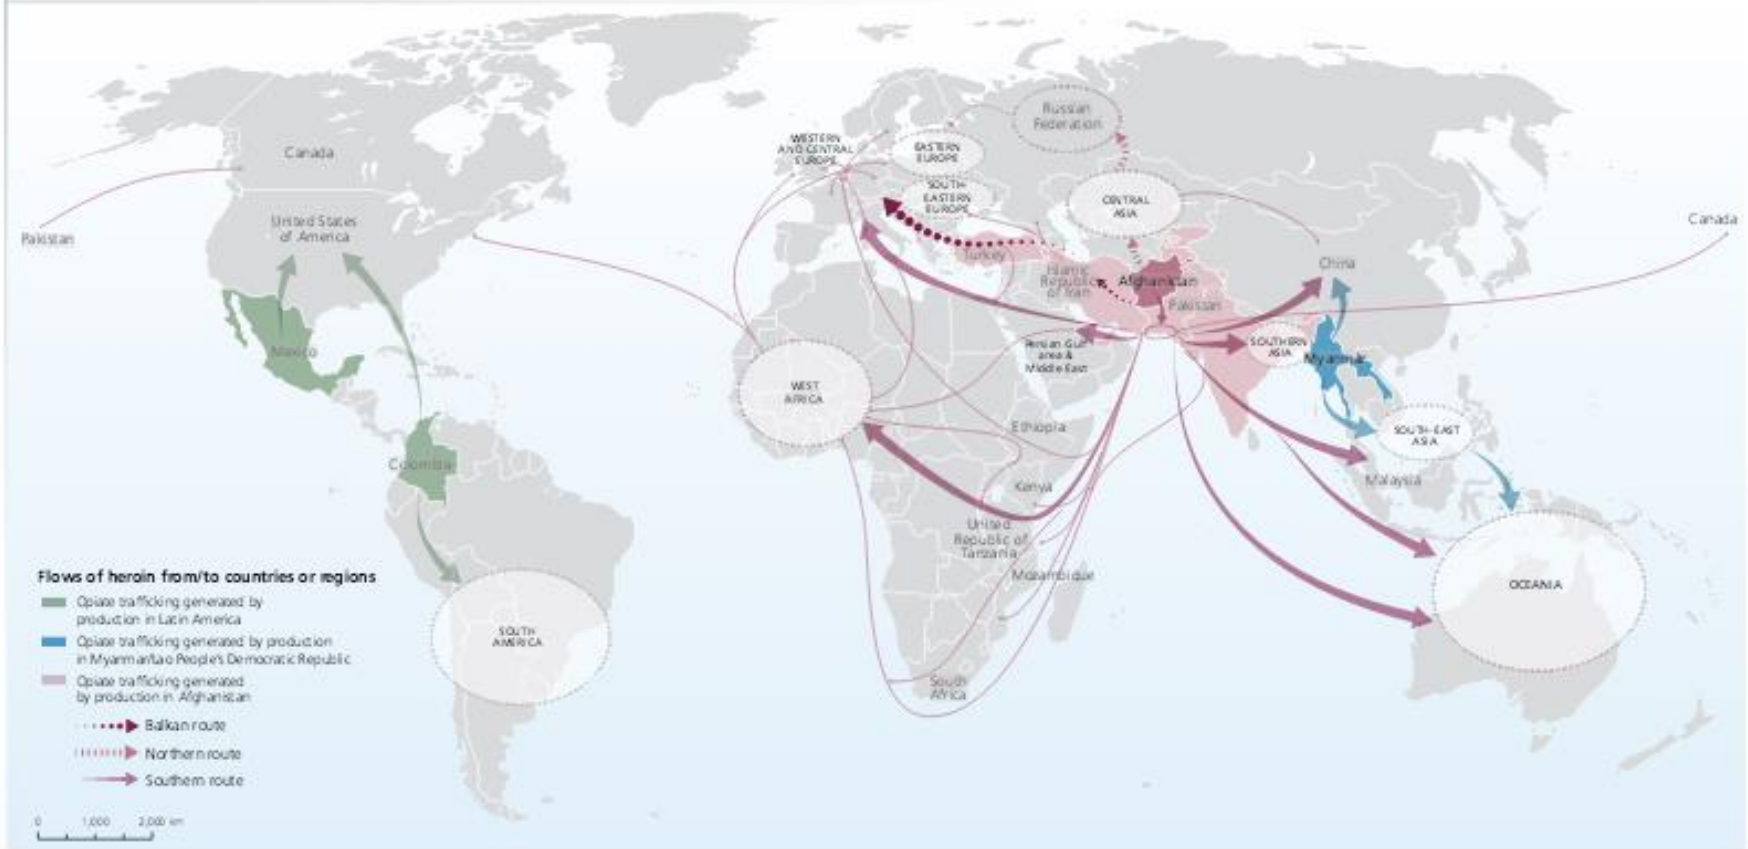 Russian
Federation
WESTERN
AND CENTRAL
EUROPE
EASTERN
EUROPE
Canada
SOUTH-
EASTERN
EUROPE
CENTRAL
ASIA
United States
of America
Canada
Pakistan
Turkey
China
Islamic
Republic
of Iran
Afghanistan
Pakistan
Mexico
Persian Gulf
area &
Middle East
SOUTHERN
ASIA
Myanmar
WEST
AFRICA
Ethiopia
SOUTH-EAST
ASIA
Colombia
Malaysia
Kenya
United
Republic of
Tanzania
Mozambique
OCEANIA
SOUTH
AMERICA
South
Africa
Flows of heroin from/to countries or regions
Opiate trafficking generated by
production in Latin America
Opiate trafficking generated by production
in Myanmar/Lao People's Democratic Republic
Opiate trafficking generated
by production in Afghanistan
Balkan route
Northern route
Southern route
0 1,000 2,000 km